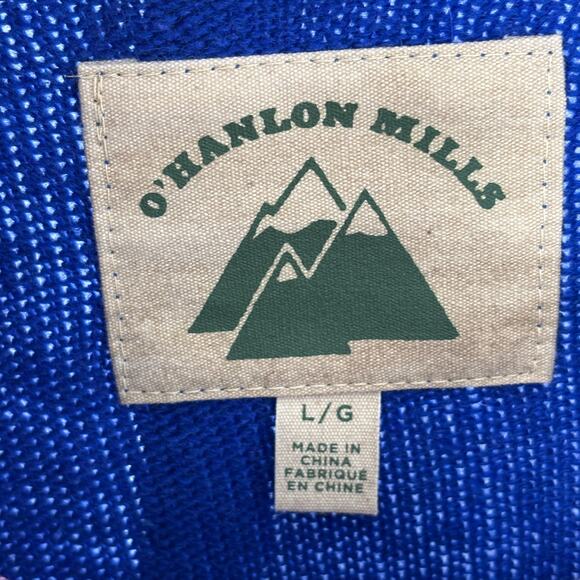 O'HANLON MILLS
L/G
MADE IN
CHINA
FABRIQUÉ
EN CHINE